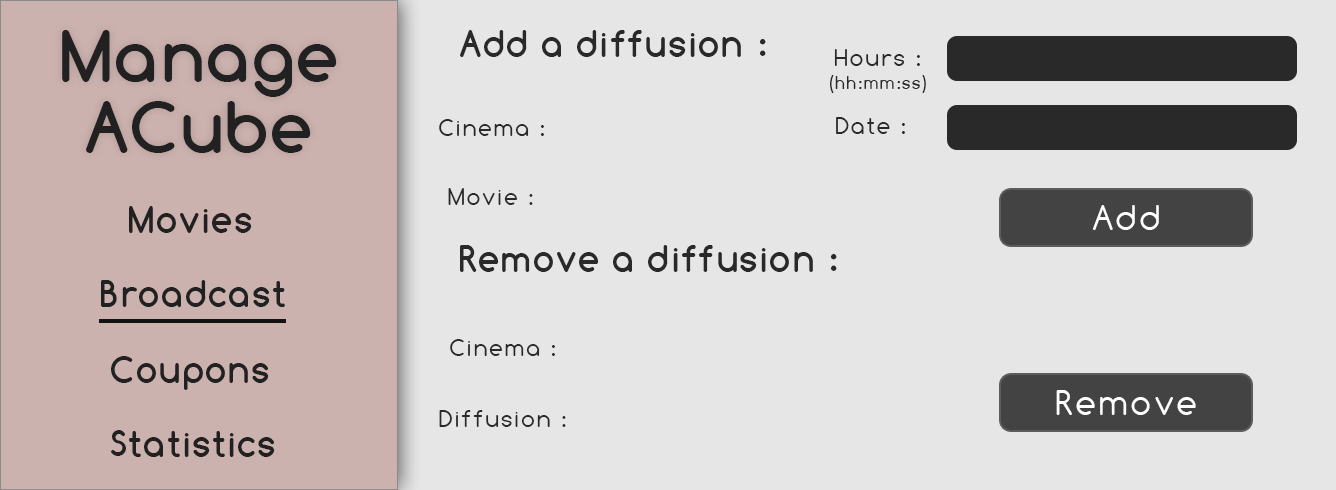 Manage
ACube
Movies
Broadcast
Coupons
Statistics
Add a diffusion :
Hours :
(hh:mm:ss)
Cinema :
Date :
Movie :
Add
Remove a diffusion :
Cinema :
Remove
Diffusion :